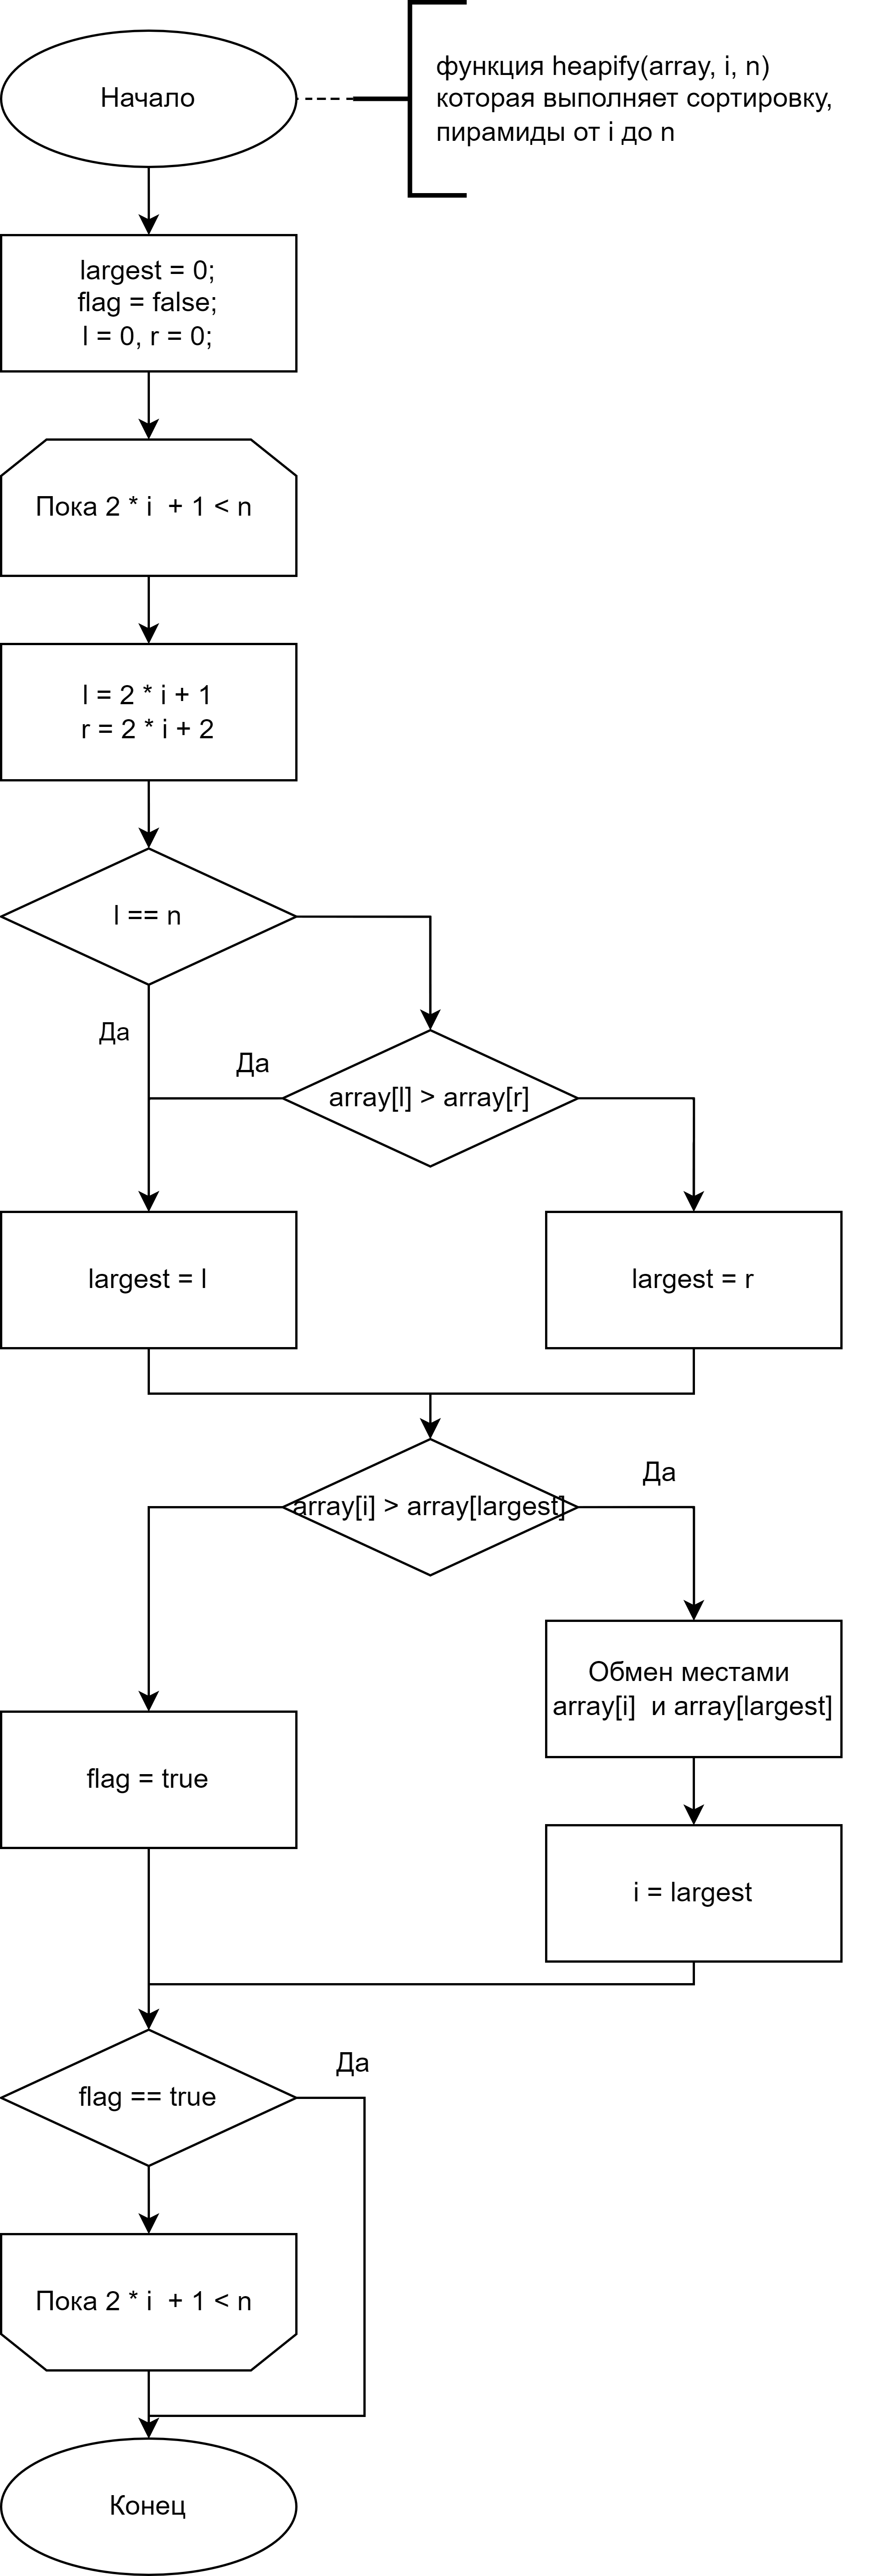 Начало
функция heapify(array, i, n)
которая выполняет сортировку,
пирамиды от i до n
largest = 0;
flag = false;
l = 0, r = 0;
Пока 2 * i  + 1 < n
l = 2 * i + 1
r = 2 * i + 2
l == n
Да
Да
array[l] > array[r]
largest = l
largest = r
array[i] > array[largest]
Да
Обмен местами
array[i]  и array[largest]
flag = true
i = largest
flag == true
Да
Пока 2 * i  + 1 < n
Конец